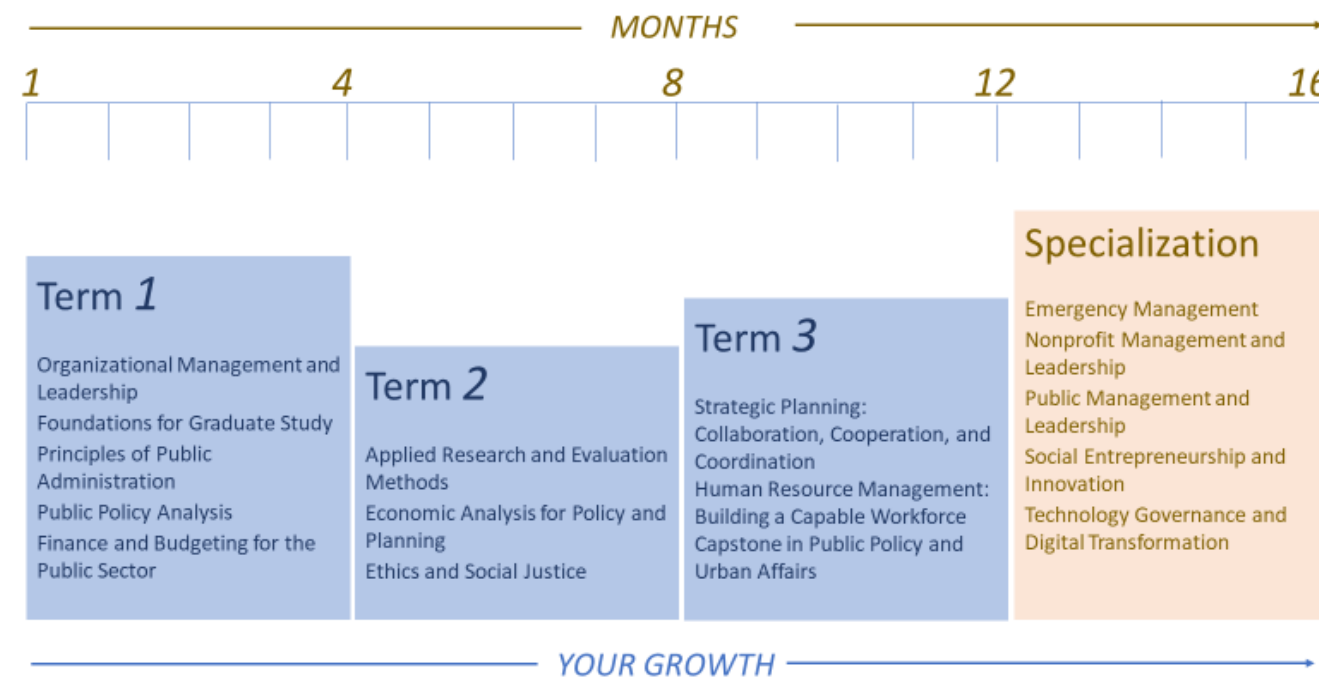 MONTHS
1 4 8 12 16
Term 1
Organizational Management and
Leadership
Foundations for Graduate Study
Principles of Public
Administration
Public Policy Analysis
Finance and Budgeting for the
Public Sector
Term 2
Applied Research and Evaluation
Methods
Economic Analysis for Policy and
Planning
Ethics and Social Justice
Term 3
Strategic Planning:
Collaboration, Cooperation, and
Coordination
Human Resource Management:
Building a Capable Workforce
Capstone in Public Policy and
Urban Affairs
Specialization
Emergency Management
Nonprofit Management and
Leadership
Public Management and
Leadership
Social Entrepreneurship and
Innovation
Technology Governance and
Digital Transformation
YOUR GROWTH